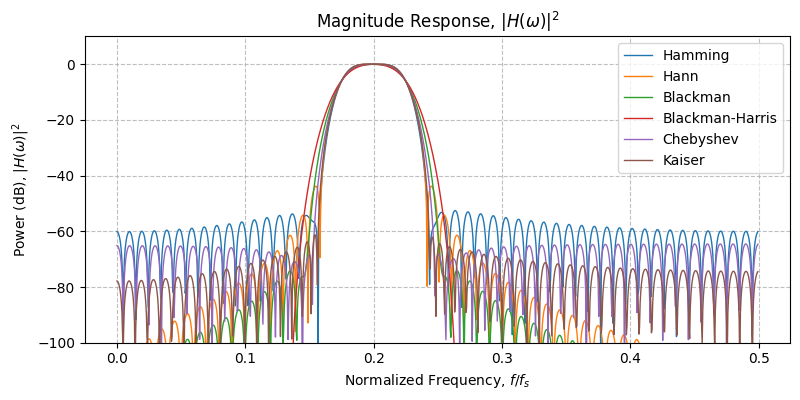 Magnitude Response, |H(ω)|²
Power (dB), |H(ω)|²
0
−20
−40
−60
−80
−100
Hamming
Hann
Blackman
Blackman-Harris
Chebyshev
Kaiser
0.0 0.1 0.2 0.3 0.4 0.5
Normalized Frequency, f/fₛ